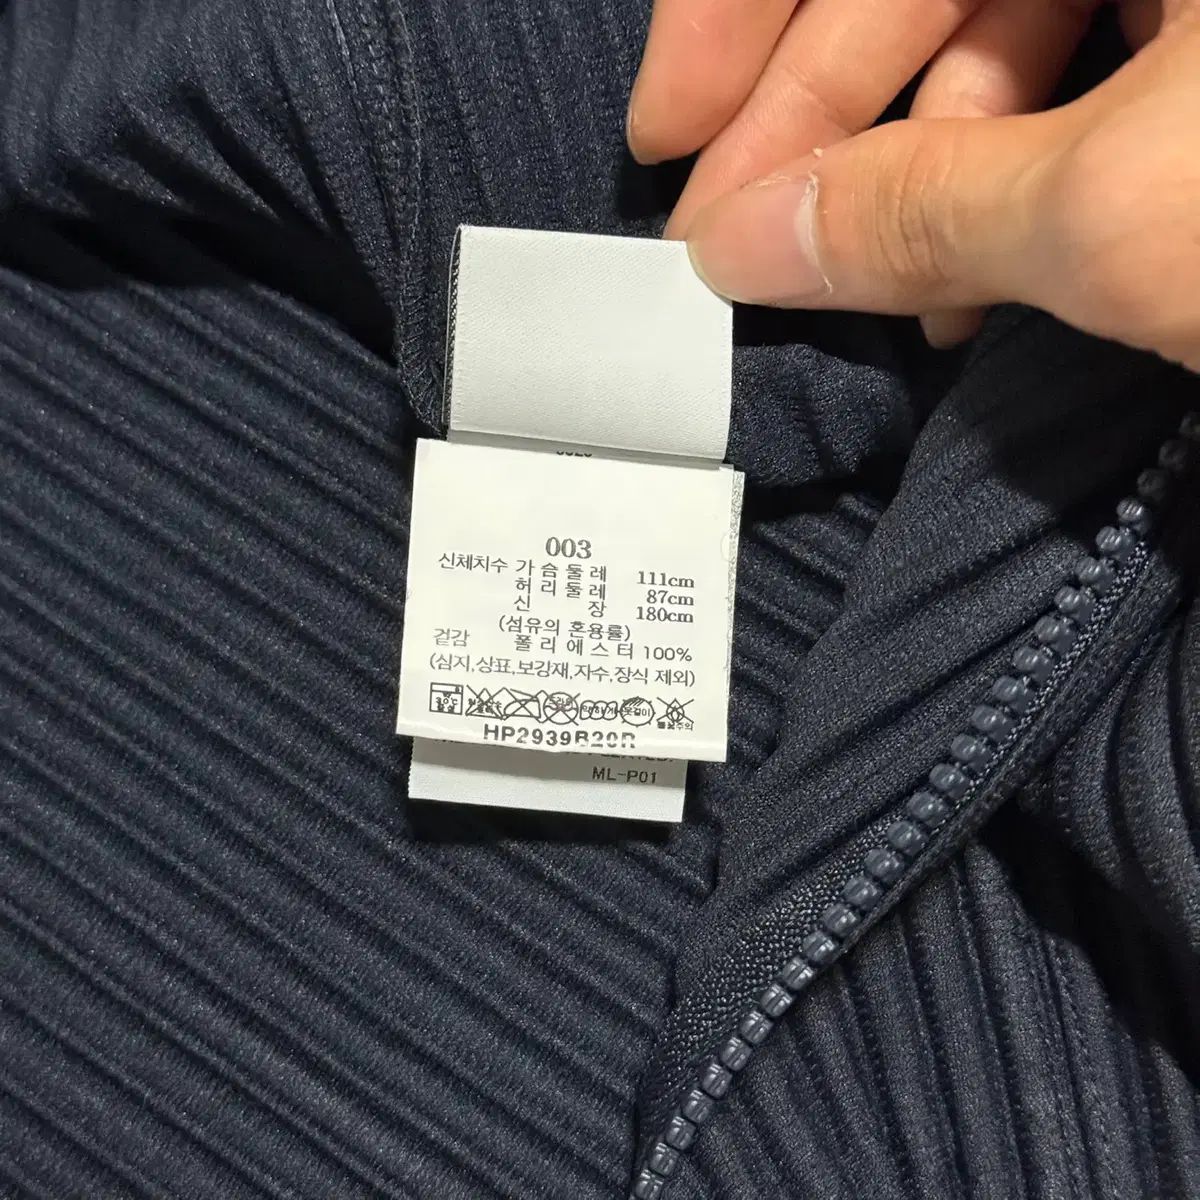 003
신체치수 가슴둘레 111cm
허리둘레 87cm
신장 180cm
(섬유의 혼용률)
겉감 폴리에스터 100%
(심지,상표,보강재,자수,장식 제외)
30℃
HP2939B20R
ML-P01